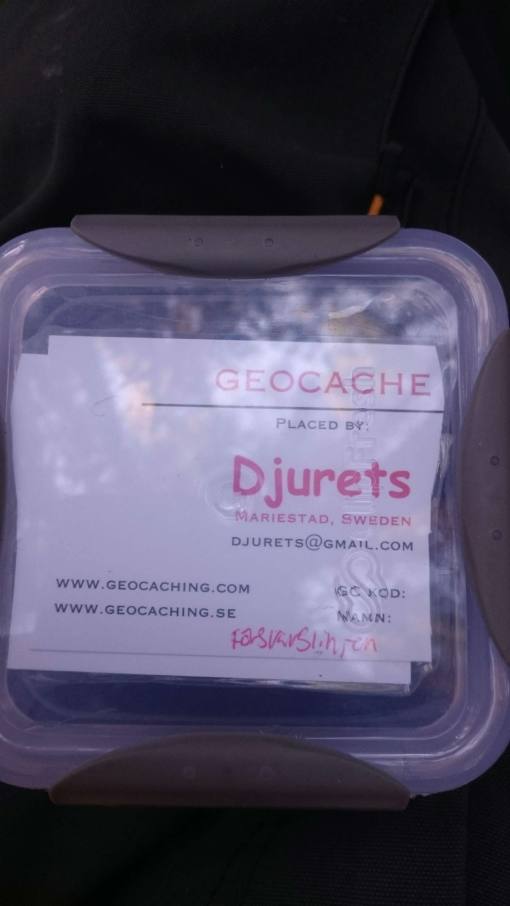 GEOCACHE
PLACED BY:
Djurets
MARIESTAD, SWEDEN
DJURETS@GMAIL.COM
WWW.GEOCACHING.COM
GC KOD:
WWW.GEOCACHING.SE
NAMN: